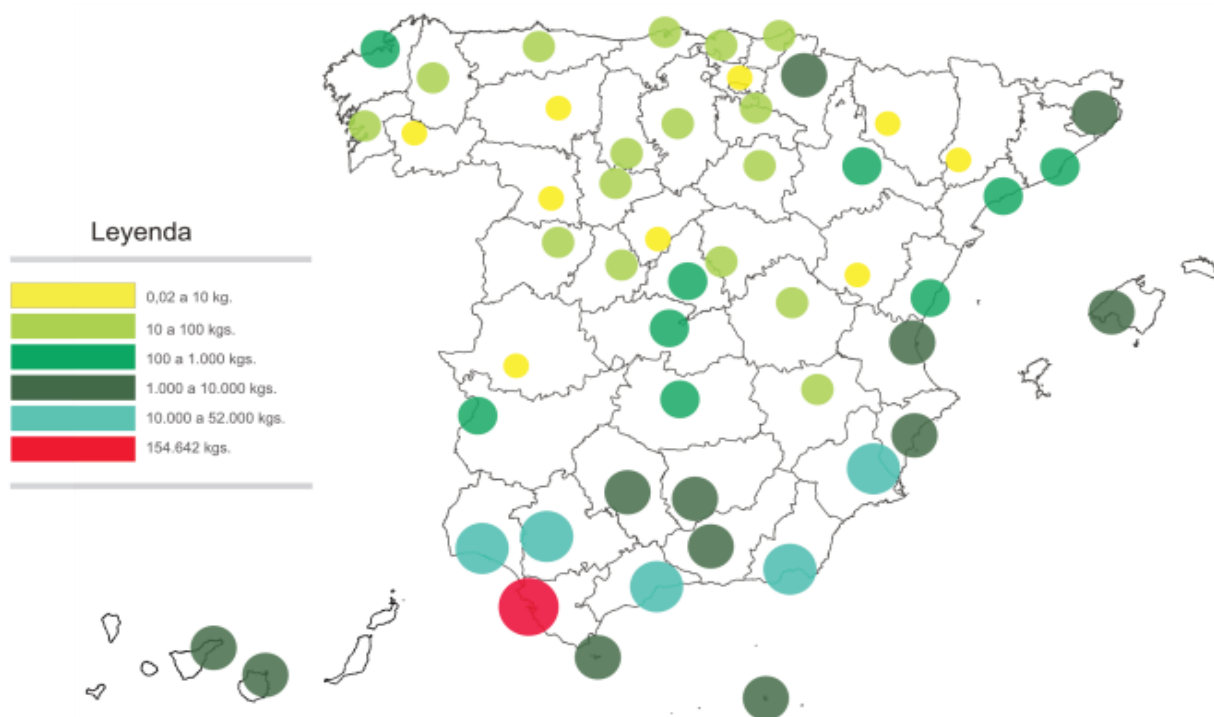 Leyenda
0,02 a 10 kg.
10 a 100 kgs.
100 a 1.000 kgs.
1.000 a 10.000 kgs.
10.000 a 52.000 kgs.
154.642 kgs.